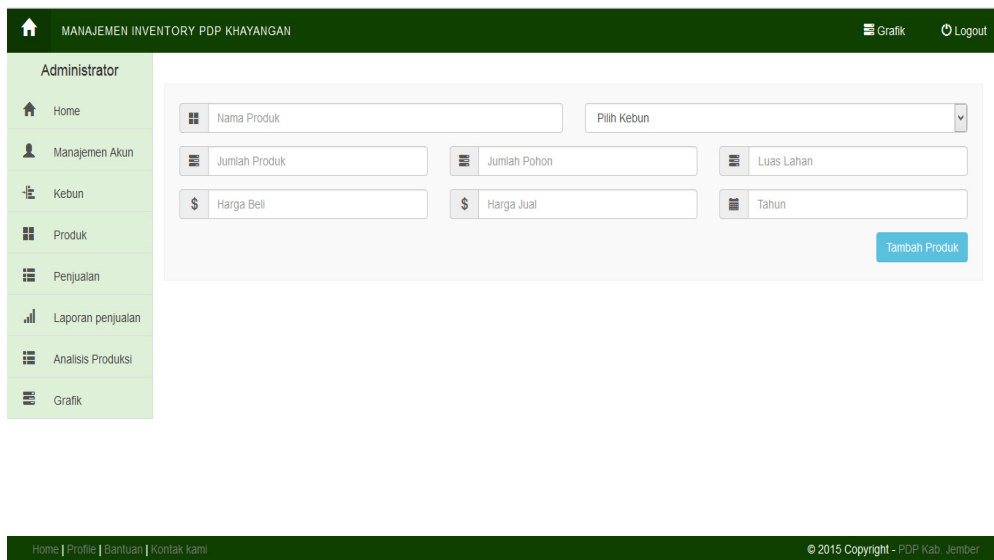 MANAJEMEN INVENTORY PDP KHAYANGAN
Grafik
Logout
Administrator
Home
Manajemen Akun
Kebun
Produk
Penjualan
Laporan penjualan
Analisis Produksi
Grafik
Nama Produk
Pilih Kebun
Jumlah Produk
Jumlah Pohon
Luas Lahan
$ Harga Beli
$ Harga Jual
Tahun
Tambah Produk
Home | Profile | Bantuan | Kontak kami
© 2015 Copyright - PDP Kab. Jember